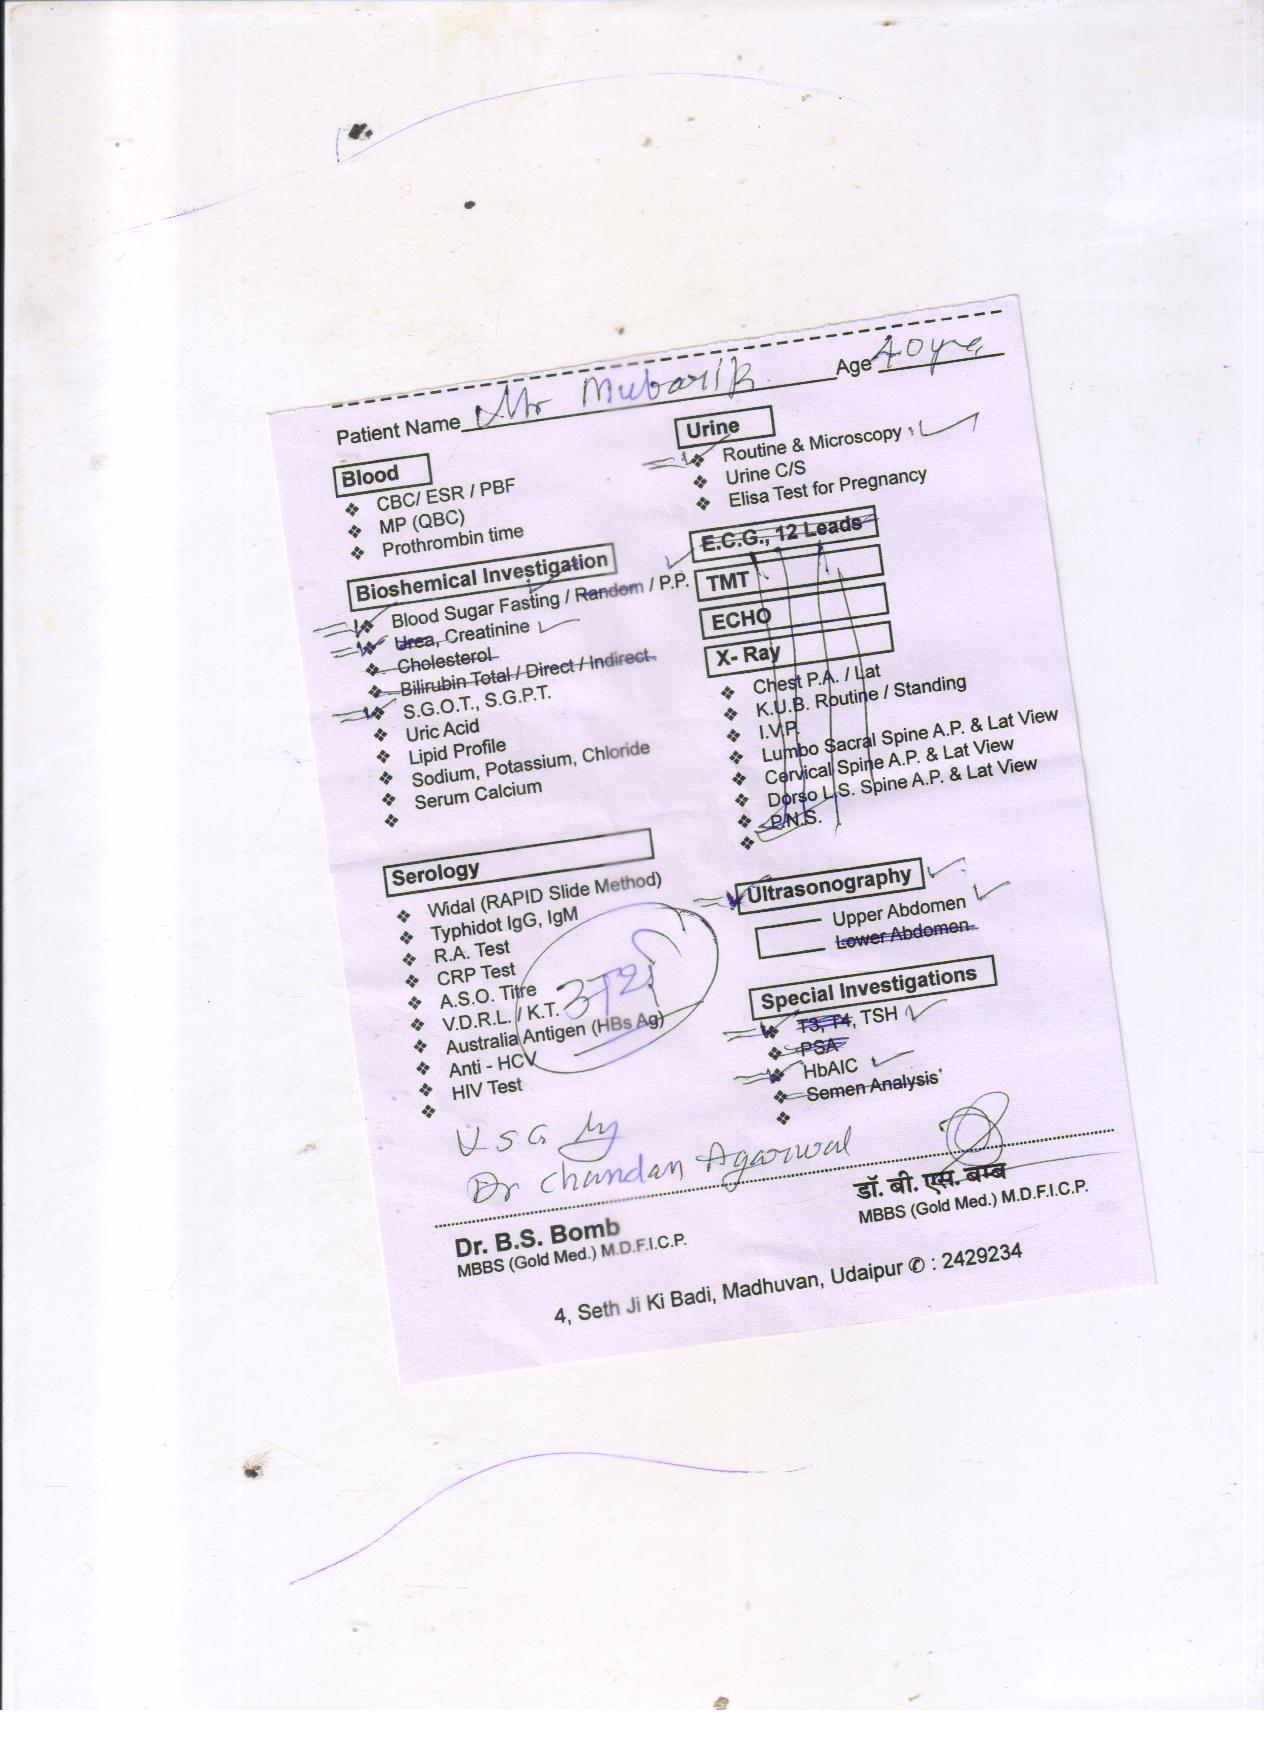 Patient Name Mr Mubarik Age 40 yrs
Blood
❖ CBC/ ESR / PBF
❖ MP (QBC)
❖ Prothrombin time
Bioshemical Investigation
❖ Blood Sugar Fasting / Random / P.P.
❖ Urea, Creatinine
❖ Cholesterol
❖ Bilirubin Total / Direct / Indirect
❖ S.G.O.T., S.G.P.T.
❖ Uric Acid
❖ Lipid Profile
❖ Sodium, Potassium, Chloride
❖ Serum Calcium
❖
Serology
❖ Widal (RAPID Slide Method)
❖ Typhidot IgG, IgM
❖ R.A. Test
❖ CRP Test
❖ A.S.O. Titre
❖ V.D.R.L. / K.T.
❖ Australia Antigen (HBs Ag)
❖ Anti - HCV
❖ HIV Test
❖
Urine
❖ Routine & Microscopy
❖ Urine C/S
❖ Elisa Test for Pregnancy
E.C.G., 12 Leads
TMT
ECHO
X- Ray
❖ Chest P.A. / Lat
❖ K.U.B. Routine / Standing
❖ I.V.P.
❖ Lumbo Sacral Spine A.P. & Lat View
❖ Cervical Spine A.P. & Lat View
❖ Dorso L.S. Spine A.P. & Lat View
❖ P.N.S.
❖
Ultrasonography
Upper Abdomen
Lower Abdomen
Special Investigations
❖ T3, T4, TSH
❖ PSA
❖ HbAIC
❖ Semen Analysis
❖
USG by
Dr Chandan Agarwal
Dr. B.S. Bomb
MBBS (Gold Med.) M.D.F.I.C.P.
डॉ. बी. एस. बम्ब
MBBS (Gold Med.) M.D.F.I.C.P.
4, Seth Ji Ki Badi, Madhuvan, Udaipur ✆ : 2429234